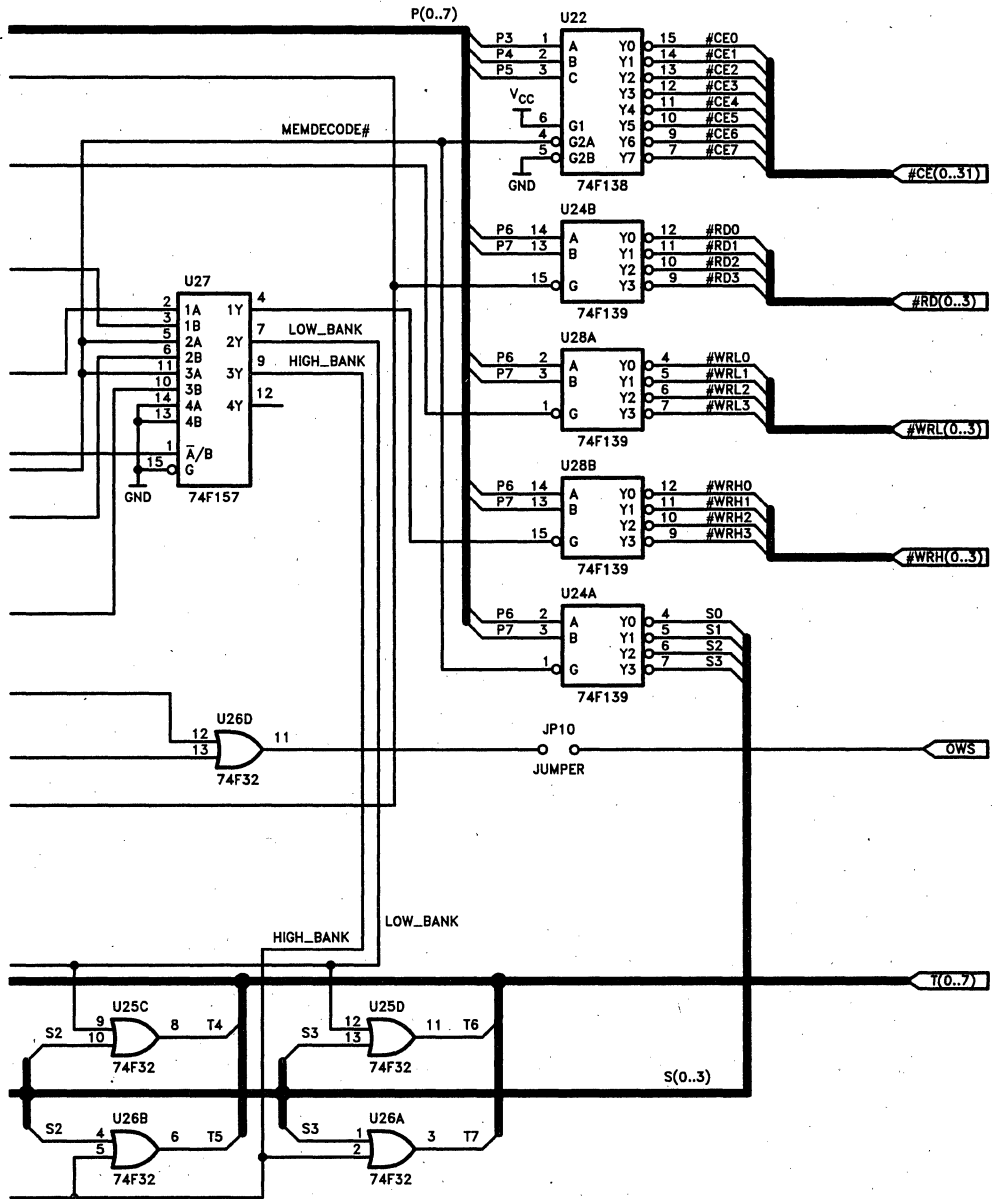 P(0..7)
U22
P3 1 A Y0 15 #CE0
P4 2 B Y1 14 #CE1
P5 3 C Y2 13 #CE2
Y3 12 #CE3
VCC Y4 11 #CE4
6 G1 Y5 10 #CE5
MEMDECODE# 4 G2A Y6 9 #CE6
5 G2B Y7 7 #CE7
GND
74F138
#CE(0..31)
U24B
P6 14 A Y0 12 #RD0
P7 13 B Y1 11 #RD1
Y2 10 #RD2
15 G Y3 9 #RD3
74F139
#RD(0..3)
U27
2 1A 1Y 4
3 1B
5 2A 2Y 7 LOW_BANK
6 2B
11 3A 3Y 9 HIGH_BANK
10 3B
14 4A 4Y 12
13 4B
1 A/B
15 G
GND
74F157
U28A
P6 2 A Y0 4 #WRL0
P7 3 B Y1 5 #WRL1
Y2 6 #WRL2
1 G Y3 7 #WRL3
74F139
#WRL(0..3)
U28B
P6 14 A Y0 12 #WRH0
P7 13 B Y1 11 #WRH1
Y2 10 #WRH2
15 G Y3 9 #WRH3
74F139
#WRH(0..3)
U24A
P6 2 A Y0 4 S0
P7 3 B Y1 5 S1
Y2 6 S2
1 G Y3 7 S3
74F139
U26D
12 11
13
74F32
JP10
JUMPER
OWS
LOW_BANK
HIGH_BANK
T(0..7)
U25C
9 8 T4
S2 10
74F32
U25D
12 11 T6
S3 13
74F32
S(0..3)
U26B
S2 4 6 T5
5
74F32
U26A
S3 1 3 T7
2
74F32